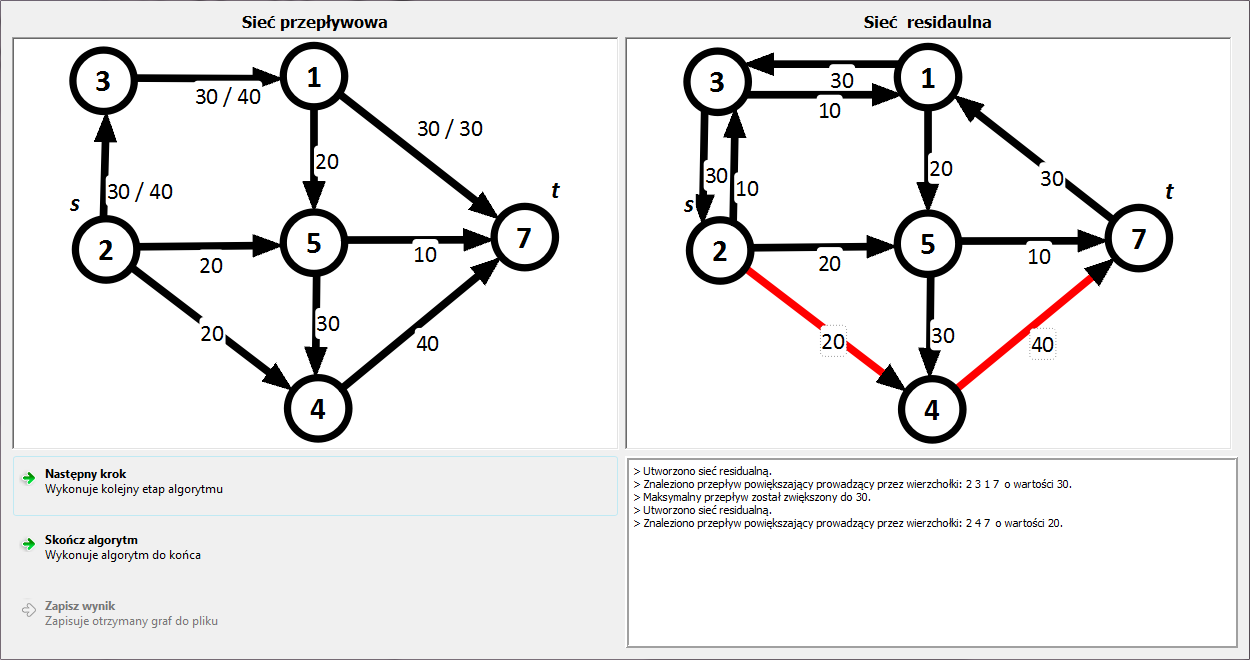 Sieć przepływowa
3
1
30 / 40
30 / 30
20
30 / 40
s
t
2
5
7
20
10
20
30
40
4
Sieć residaulna
3
1
30
10
20
30
30
10
s
t
2
5
7
20
10
20
30
40
4
Następny krok
Wykonuje kolejny etap algorytmu
Skończ algorytm
Wykonuje algorytm do końca
Zapisz wynik
Zapisuje otrzymany graf do pliku
> Utworzono sieć residualną.
> Znaleziono przepływ powiększający prowadzący przez wierzchołki: 2 3 1 7 o wartości 30.
> Maksymalny przepływ został zwiększony do 30.
> Utworzono sieć residualną.
> Znaleziono przepływ powiększający prowadzący przez wierzchołki: 2 4 7 o wartości 20.